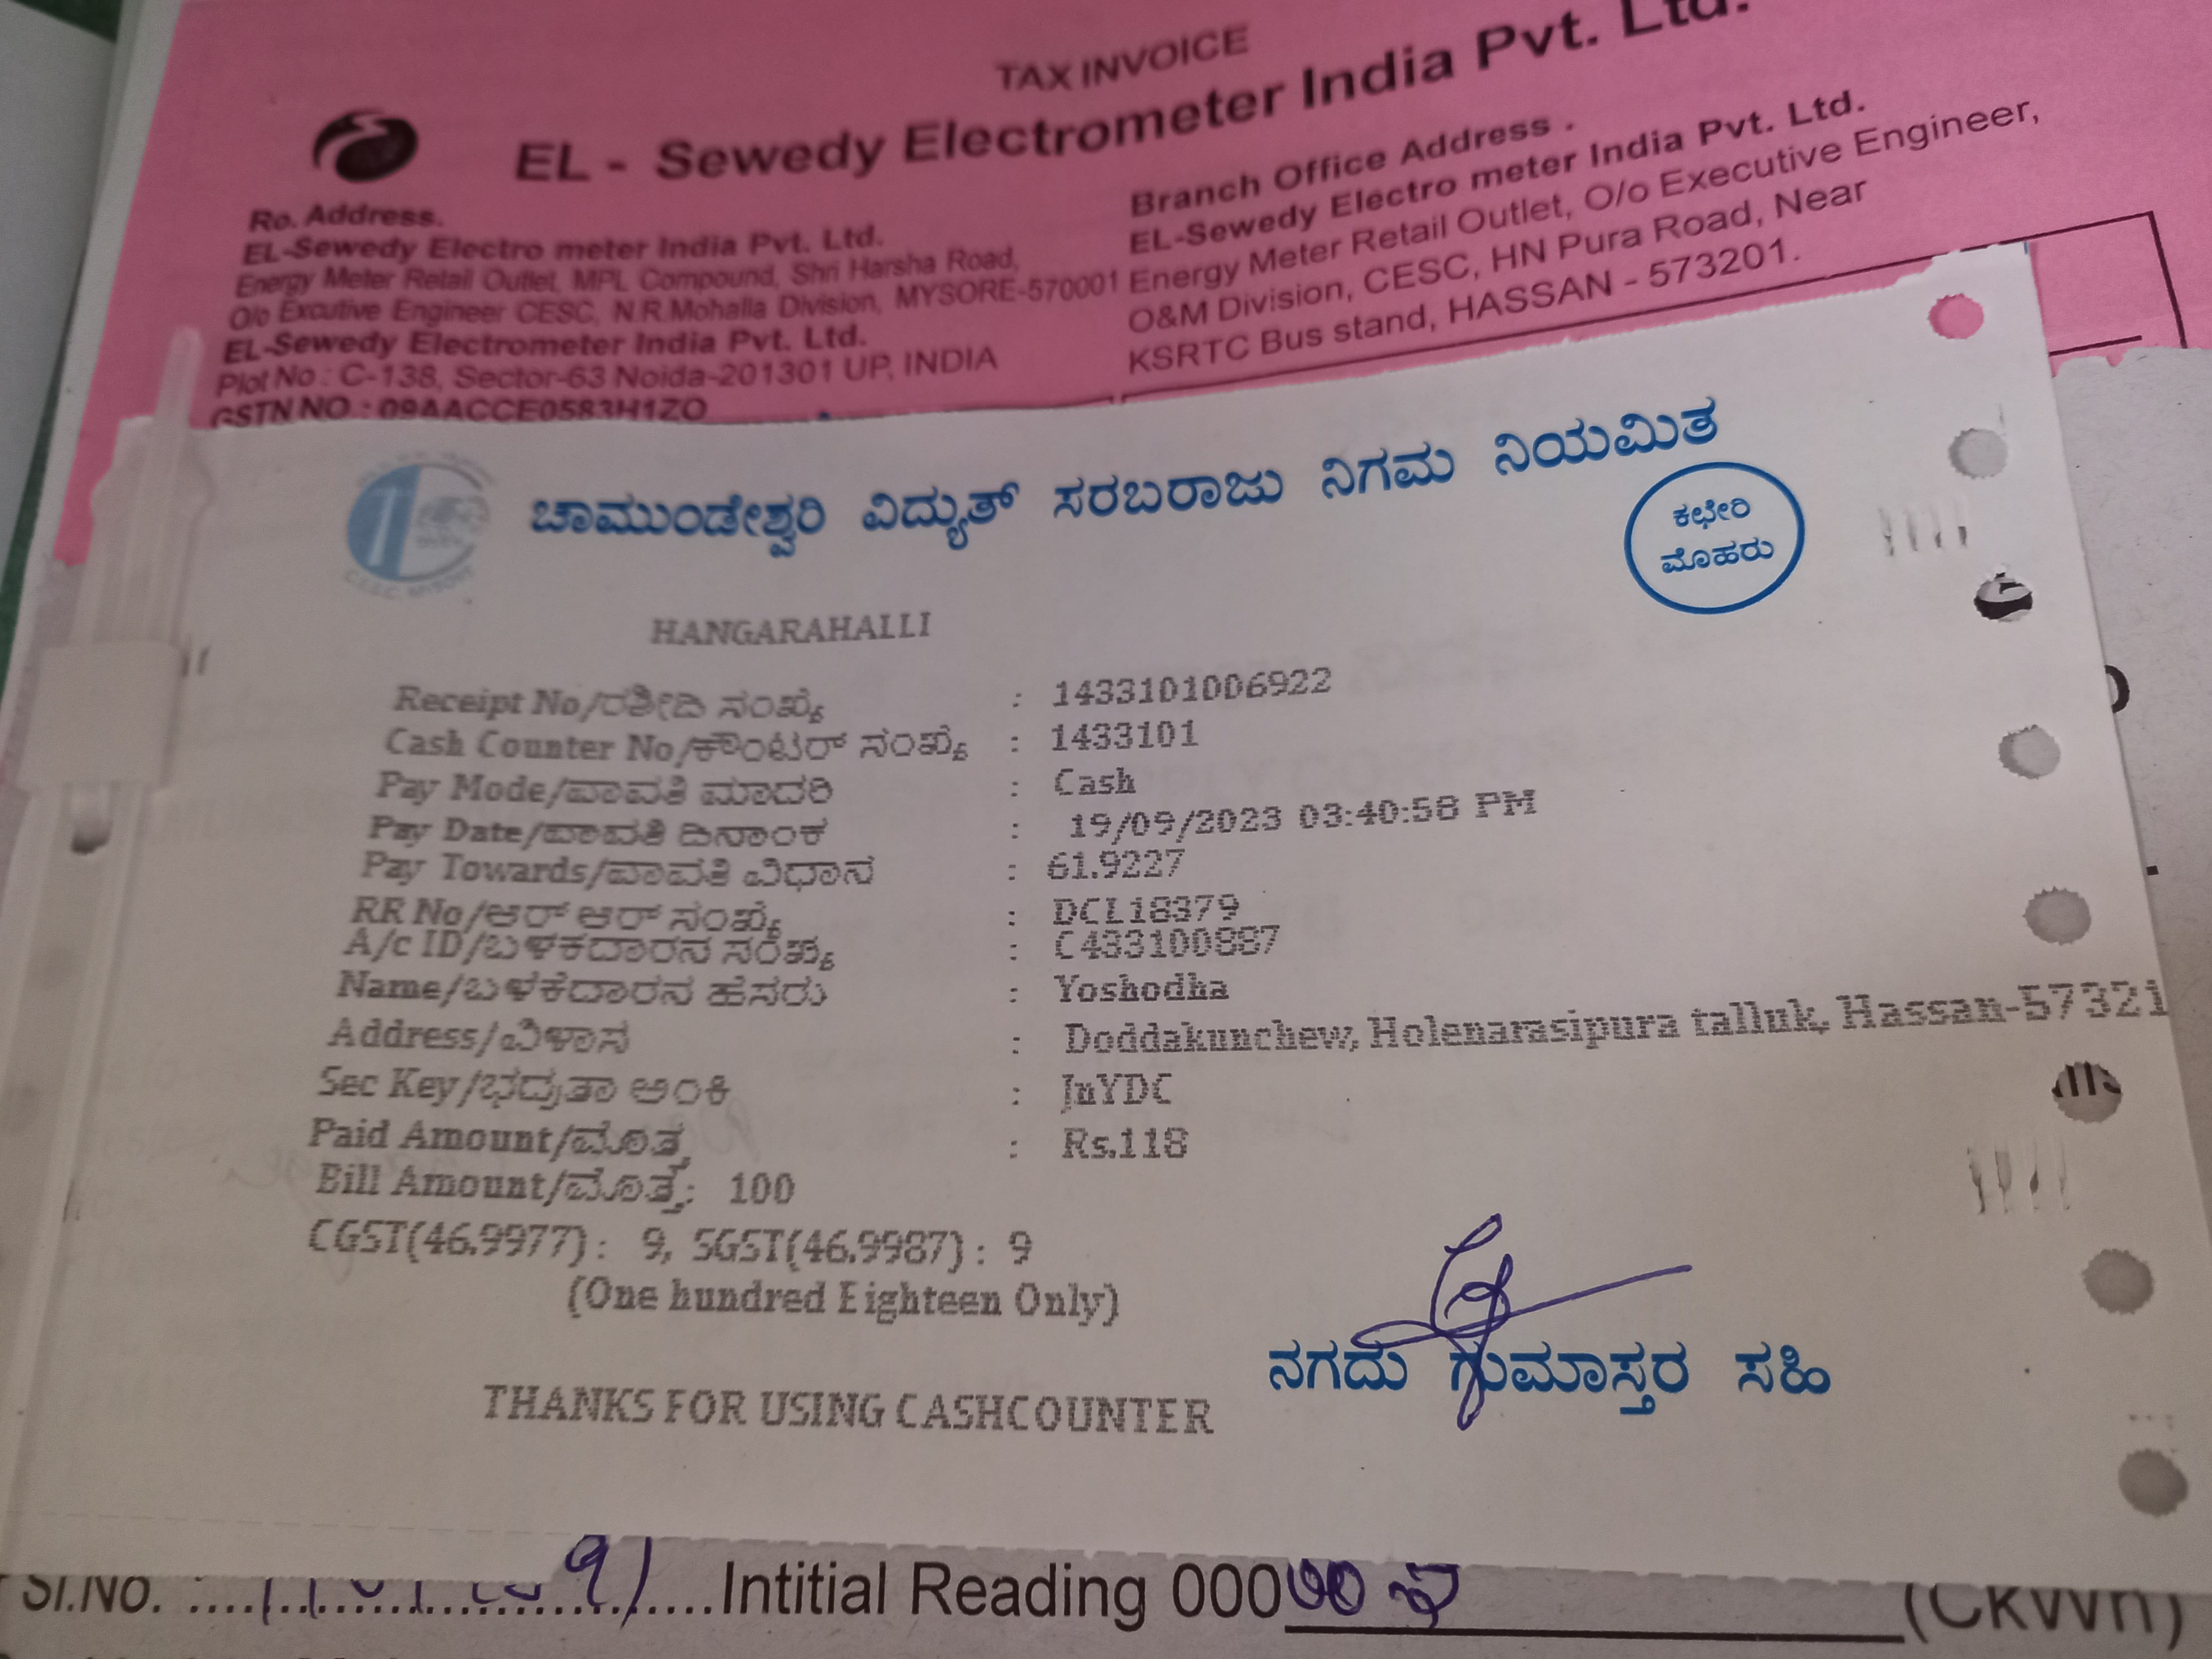 TAX INVOICE
EL - Sewedy Electrometer India Pvt. Ltd.
Ro. Address.
EL-Sewedy Electro meter India Pvt. Ltd.
Energy Meter Retail Outlet, MPL Compound, Shri Harsha Road,
O/o Excutive Engineer CESC, N.R.Mohalla Division, MYSORE-570001
EL-Sewedy Electrometer India Pvt. Ltd.
Plot No : C-138, Sector-63 Noida-201301 UP, INDIA
GSTN NO : 09AACCE0583H1ZO
Branch Office Address .
EL-Sewedy Electro meter India Pvt. Ltd.
Energy Meter Retail Outlet, O/o Executive Engineer,
O&M Division, CESC, HN Pura Road, Near
KSRTC Bus stand, HASSAN - 573201.
ಚಾಮುಂಡೇಶ್ವರಿ ವಿದ್ಯುತ್ ಸರಬರಾಜು ನಿಗಮ ನಿಯಮಿತ
ಕಛೇರಿ
ಮೊಹರು
HANGARAHALLI
Receipt No/ರಶೀದಿ ಸಂಖ್ಯೆ : 1433101006922
Cash Counter No/ಕೌಂಟರ್ ಸಂಖ್ಯೆ : 1433101
Pay Mode/ಪಾವತಿ ಮಾದರಿ : Cash
Pay Date/ಪಾವತಿ ದಿನಾಂಕ : 19/09/2023 03:40:58 PM
Pay Towards/ಪಾವತಿ ವಿಧಾನ : 61.9227
RR No/ಆರ್ ಆರ್ ಸಂಖ್ಯೆ : DCL18379
A/c ID/ಬಳಕದಾರನ ಸಂಖ್ಯೆ : C433100887
Name/ಬಳಕೆದಾರನ ಹೆಸರು : Yoshodha
Address/ವಿಳಾಸ : Doddakunchew, Holenarasipura talluk, Hassan-57321
Sec Key/ಭದ್ರತಾ ಅಂಕಿ : JnYDC
Paid Amount/ಮೊತ್ತ : Rs.118
Bill Amount/ಮೊತ್ತ: 100
CGST(46.9977) : 9, SGST(46.9987) : 9
(One hundred Eighteen Only)
ನಗದು ಗುಮಾಸ್ತರ ಸಹಿ
THANKS FOR USING CASHCOUNTER
Sl.No. : Intitial Reading 000 (CkWh)